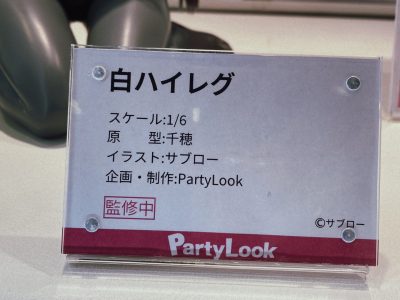 白ハイレグ
スケール:1/6
原　　型:千穂
イラスト:サブロー
企画・制作:PartyLook
監修中
©サブロー
PartyLook